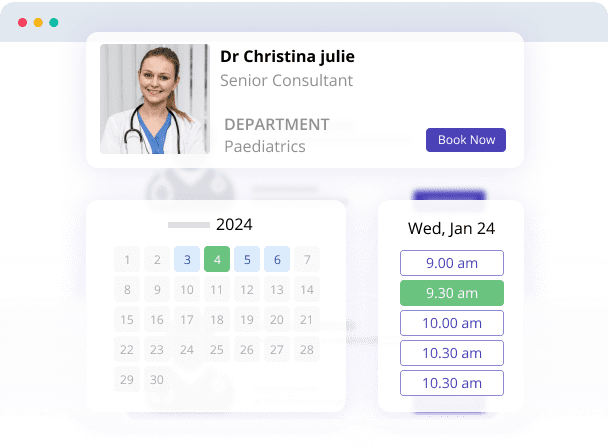 Dr Christina julie
Senior Consultant
DEPARTMENT
Paediatrics
Book Now
2024
1 2 3 4 5 6 7
8 9 10 11 12 13 14
15 16 17 18 19 20 21
22 23 24 25 26 27 28
29 30
Wed, Jan 24
9.00 am
9.30 am
10.00 am
10.30 am
10.30 am